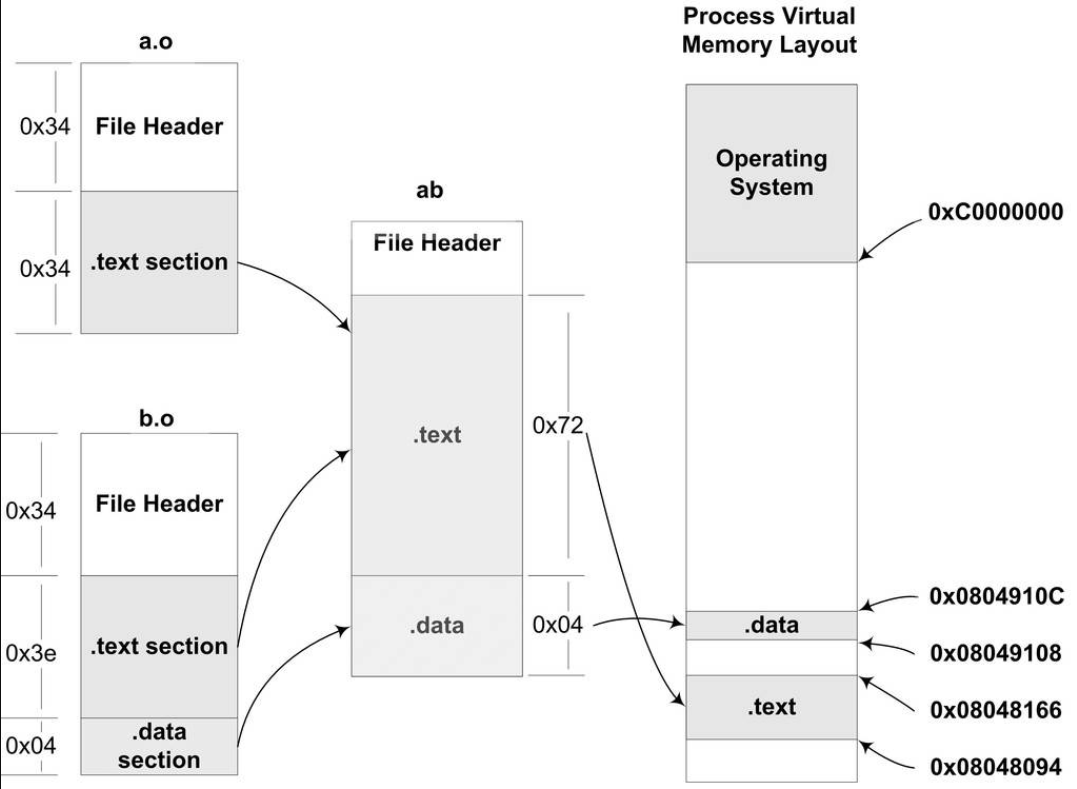 a.o
0x34
File Header
0x34
.text section
b.o
0x34
File Header
0x3e
.text section
0x04
.data
section
ab
File Header
.text
0x72
.data
0x04
Process Virtual
Memory Layout
Operating
System
0xC0000000
0x0804910C
.data
0x08049108
0x08048166
.text
0x08048094